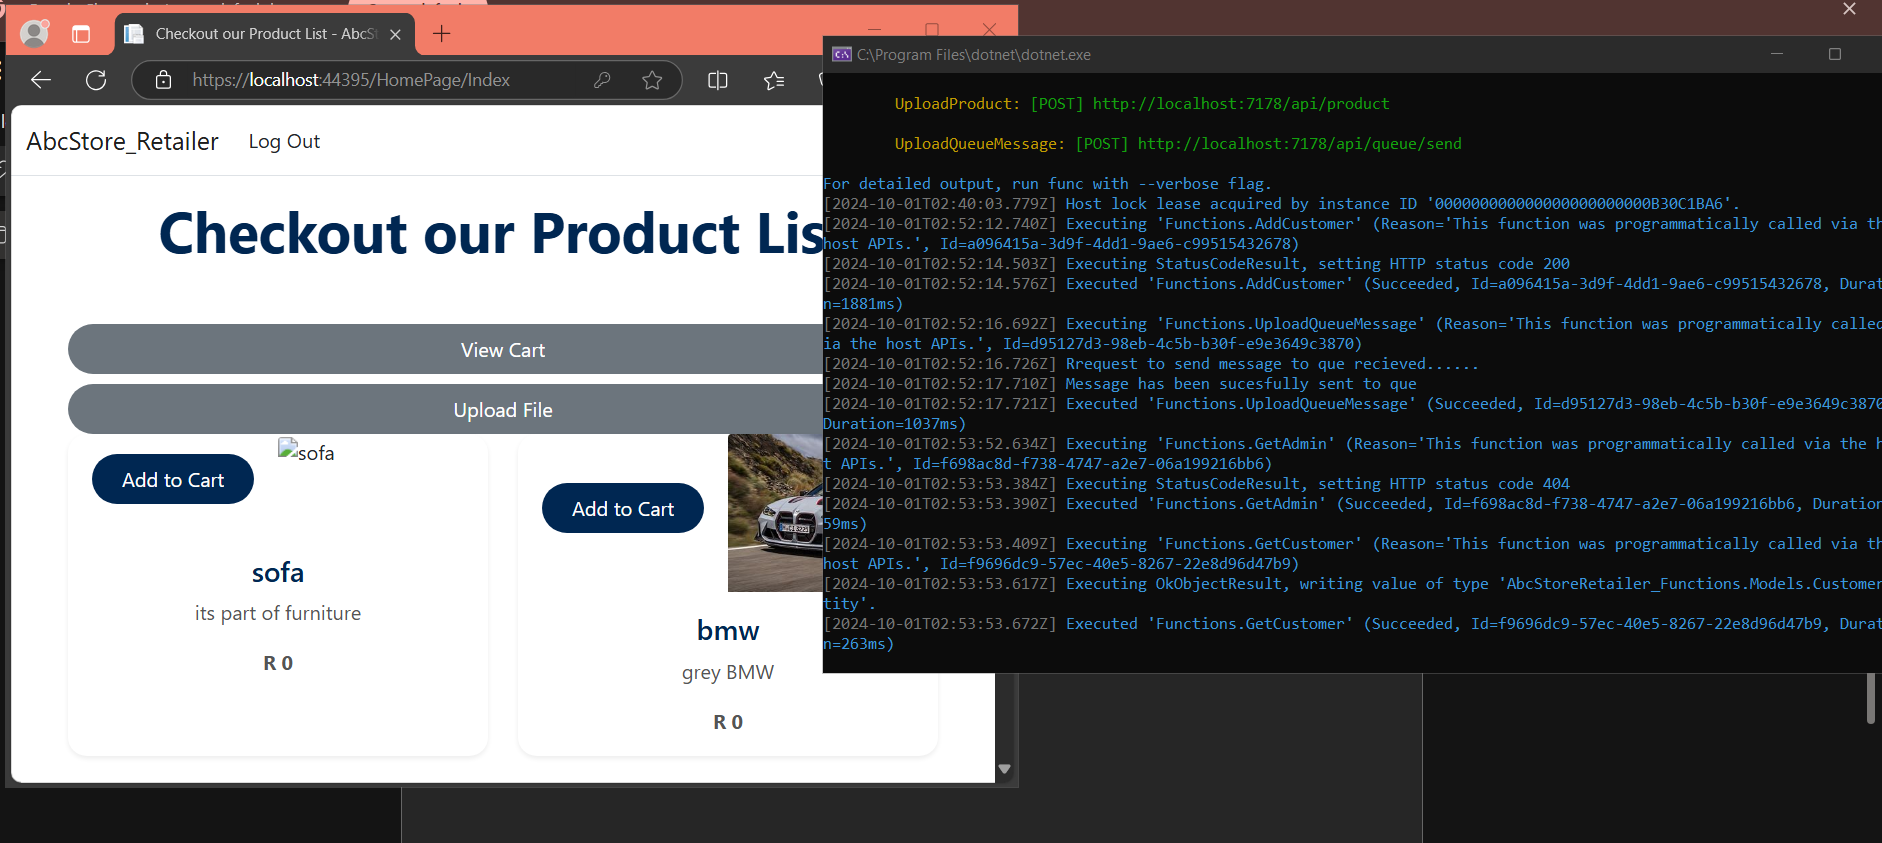 Checkout our Product List - AbcSt
https://localhost:44395/HomePage/Index
AbcStore_Retailer
Log Out
Checkout our Product Lis
View Cart
Upload File
sofa
Add to Cart
sofa
its part of furniture
R 0
Add to Cart
bmw
grey BMW
R 0
C:\Program Files\dotnet\dotnet.exe
UploadProduct: [POST] http://localhost:7178/api/product
UploadQueueMessage: [POST] http://localhost:7178/api/queue/send
For detailed output, run func with --verbose flag.
[2024-10-01T02:40:03.779Z] Host lock lease acquired by instance ID '000000000000000000000000B30C1BA6'.
[2024-10-01T02:52:12.740Z] Executing 'Functions.AddCustomer' (Reason='This function was programmatically called via th
host APIs.', Id=a096415a-3d9f-4dd1-9ae6-c99515432678)
[2024-10-01T02:52:14.503Z] Executing StatusCodeResult, setting HTTP status code 200
[2024-10-01T02:52:14.576Z] Executed 'Functions.AddCustomer' (Succeeded, Id=a096415a-3d9f-4dd1-9ae6-c99515432678, Durat
n=1881ms)
[2024-10-01T02:52:16.692Z] Executing 'Functions.UploadQueueMessage' (Reason='This function was programmatically called
ia the host APIs.', Id=d95127d3-98eb-4c5b-b30f-e9e3649c3870)
[2024-10-01T02:52:16.726Z] Rrequest to send message to que recieved......
[2024-10-01T02:52:17.710Z] Message has been sucesfully sent to que
[2024-10-01T02:52:17.721Z] Executed 'Functions.UploadQueueMessage' (Succeeded, Id=d95127d3-98eb-4c5b-b30f-e9e3649c3870
Duration=1037ms)
[2024-10-01T02:53:52.634Z] Executing 'Functions.GetAdmin' (Reason='This function was programmatically called via the h
t APIs.', Id=f698ac8d-f738-4747-a2e7-06a199216bb6)
[2024-10-01T02:53:53.384Z] Executing StatusCodeResult, setting HTTP status code 404
[2024-10-01T02:53:53.390Z] Executed 'Functions.GetAdmin' (Succeeded, Id=f698ac8d-f738-4747-a2e7-06a199216bb6, Duration
59ms)
[2024-10-01T02:53:53.409Z] Executing 'Functions.GetCustomer' (Reason='This function was programmatically called via th
host APIs.', Id=f9696dc9-57ec-40e5-8267-22e8d96d47b9)
[2024-10-01T02:53:53.617Z] Executing OkObjectResult, writing value of type 'AbcStoreRetailer_Functions.Models.Customer
tity'.
[2024-10-01T02:53:53.672Z] Executed 'Functions.GetCustomer' (Succeeded, Id=f9696dc9-57ec-40e5-8267-22e8d96d47b9, Durat
n=263ms)